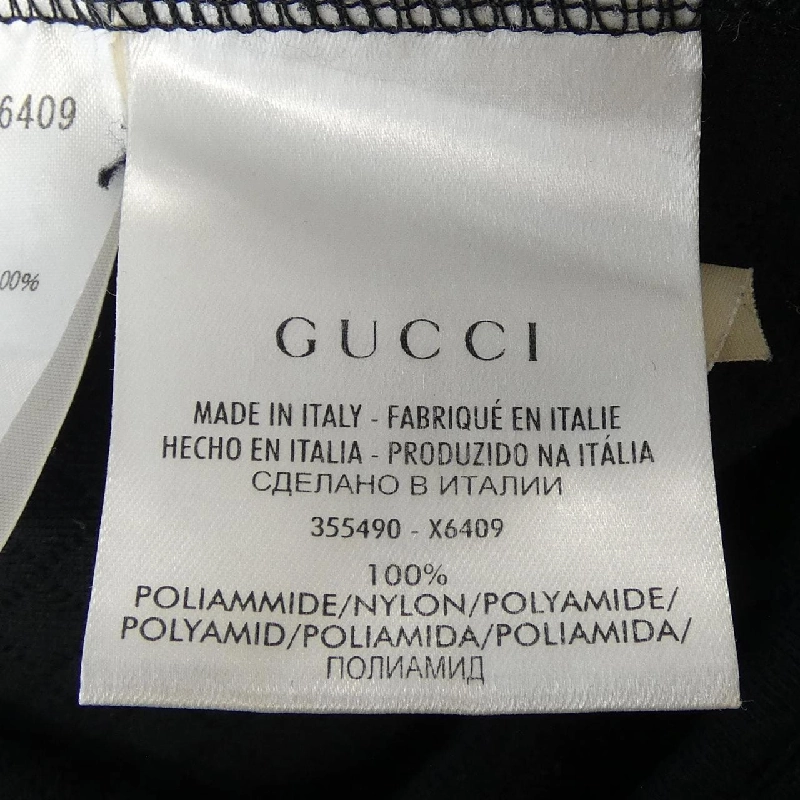 6409
00%
GUCCI
MADE IN ITALY - FABRIQUÉ EN ITALIE
HECHO EN ITALIA - PRODUZIDO NA ITÁLIA
СДЕЛАНО В ИТАЛИИ
355490 - X6409
100%
POLIAMMIDE/NYLON/POLYAMIDE/
POLYAMID/POLIAMIDA/POLIAMIDA/
ПОЛИАМИД